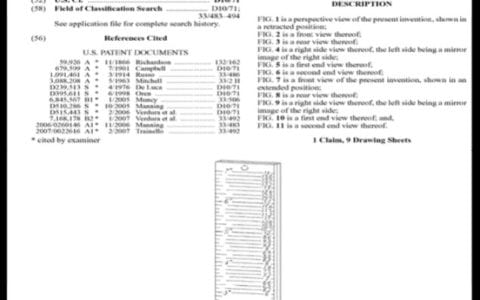 (52) U.S. Cl. D10/71
(58) Field of Classification Search D10/71;
33/483–494
See application file for complete search history.
(56) References Cited
U.S. PATENT DOCUMENTS
59,926 A * 11/1866 Richardson 132/162
679,599 A * 7/1901 Campbell D10/71
1,091,461 A * 3/1914 Russo 33/486
3,088,208 A * 5/1963 Mitchell
D239,513 S * 4/1976 De Luca D10/71
D395,611 S * 6/1998 Oren D10/71
6,845,567 B1 * 1/2005 33/506
D510,286 S * 10/2005 Manning D10/71
D515,443 S * 2/2006 Verdura et al. D10/71
7,168,178 B2 * 1/2007 Verdura et al. 33/492
2006/0260146 A1 * 11/2006 Manning 33/483
2007/0022616 A1 * 2/2007 33/492
* cited by examiner
DESCRIPTION
FIG. 1 is a perspective view of the present invention, shown in
a retracted position;
FIG. 2 is a front view thereof;
FIG. 3 is a rear view thereof;
FIG. 4 is a right side view thereof, the left side being a mirror
image of the right side;
FIG. 5 is a first end view thereof;
FIG. 6 is a second end view thereof;
FIG. 7 is a front view of the present invention, shown in an
extended position;
FIG. 8 is a rear view thereof;
FIG. 9 is a right side view thereof, the left side being a mirror
image of the right side;
FIG. 10 is a first end view thereof; and,
FIG. 11 is a second end view thereof.
1 Claim, 9 Drawing Sheets